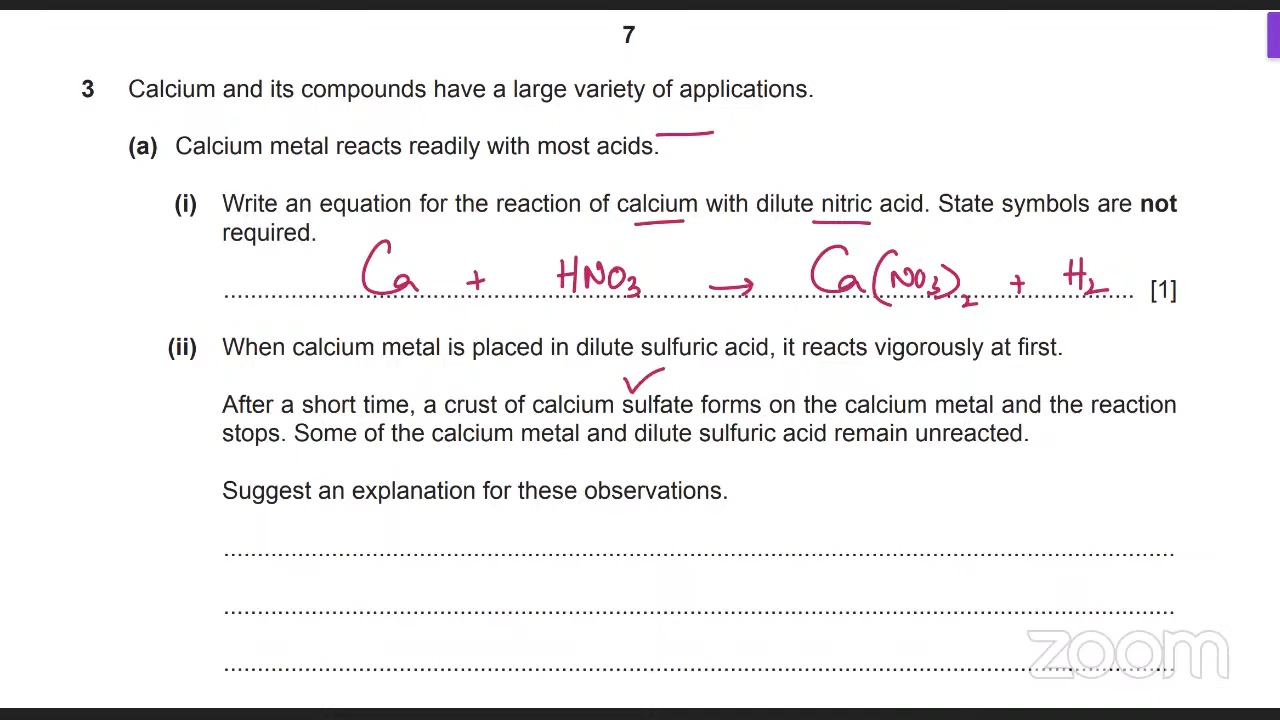 7
3 Calcium and its compounds have a large variety of applications.
(a) Calcium metal reacts readily with most acids.
(i) Write an equation for the reaction of calcium with dilute nitric acid. State symbols are not
required.
Ca + HNO3 → Ca(NO3)2 + H2 [1]
(ii) When calcium metal is placed in dilute sulfuric acid, it reacts vigorously at first.
After a short time, a crust of calcium sulfate forms on the calcium metal and the reaction
stops. Some of the calcium metal and dilute sulfuric acid remain unreacted.
Suggest an explanation for these observations.
zoom